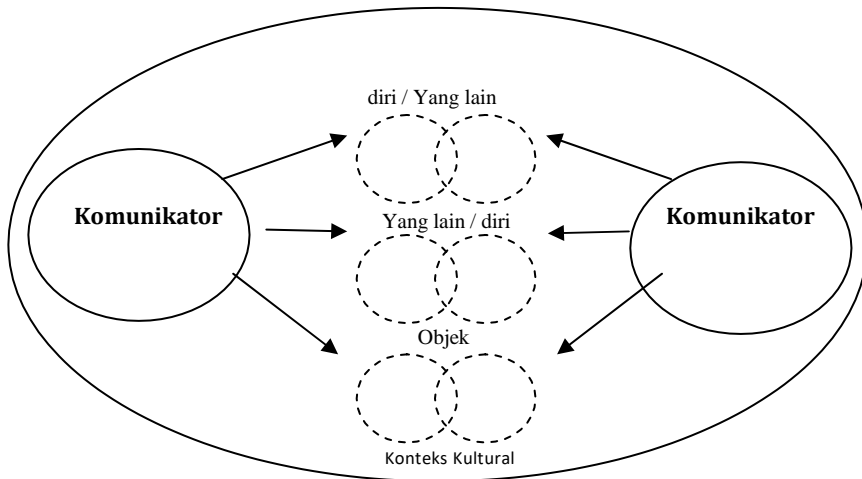 diri / Yang lain
Komunikator
Komunikator
Yang lain / diri
Objek
Konteks Kultural